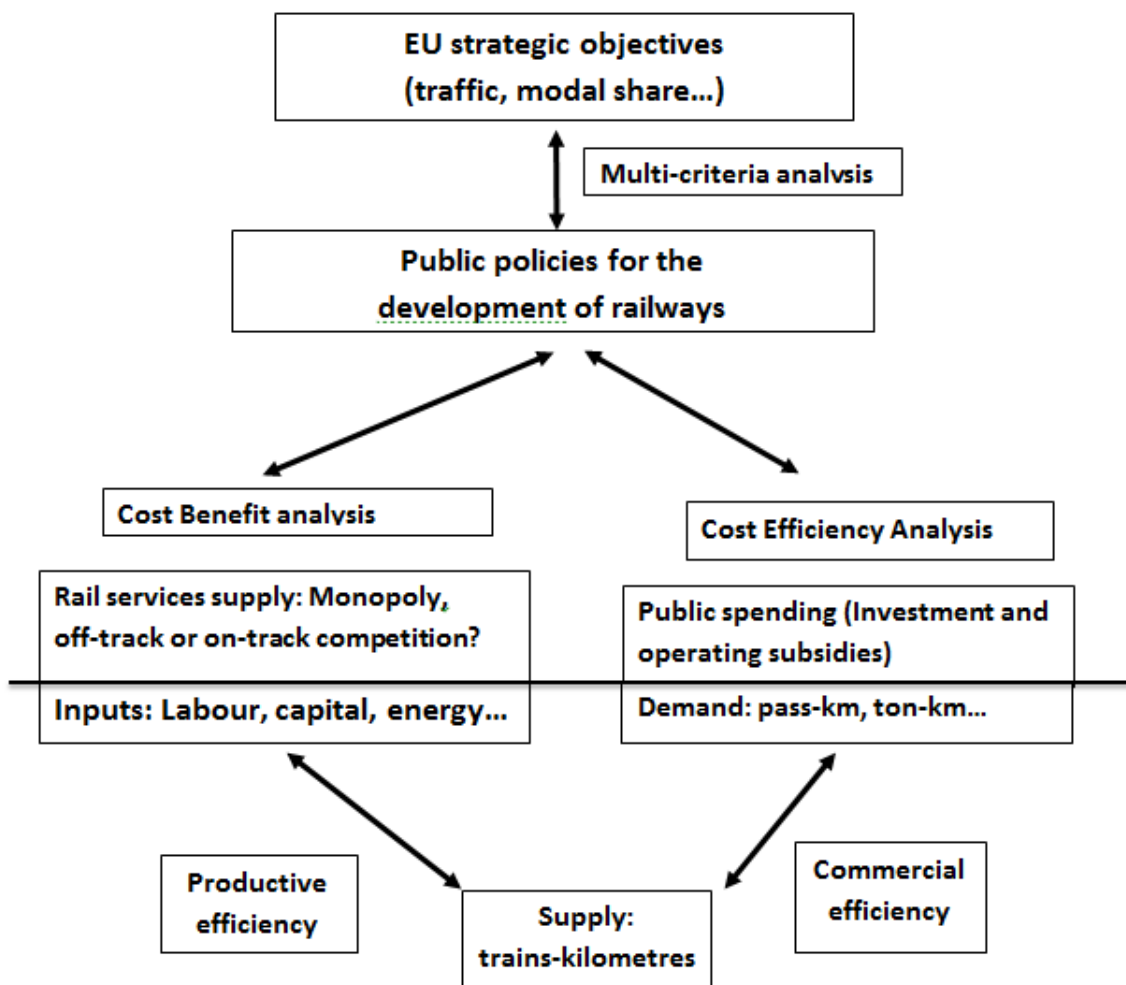 EU strategic objectives
(traffic, modal share…)
Multi-criteria analysis
Public policies for the
development of railways
Cost Benefit analysis
Cost Efficiency Analysis
Rail services supply: Monopoly,
off-track or on-track competition?
Public spending (Investment and
operating subsidies)
Inputs: Labour, capital, energy…
Demand: pass-km, ton-km…
Productive
efficiency
Commercial
efficiency
Supply:
trains-kilometres